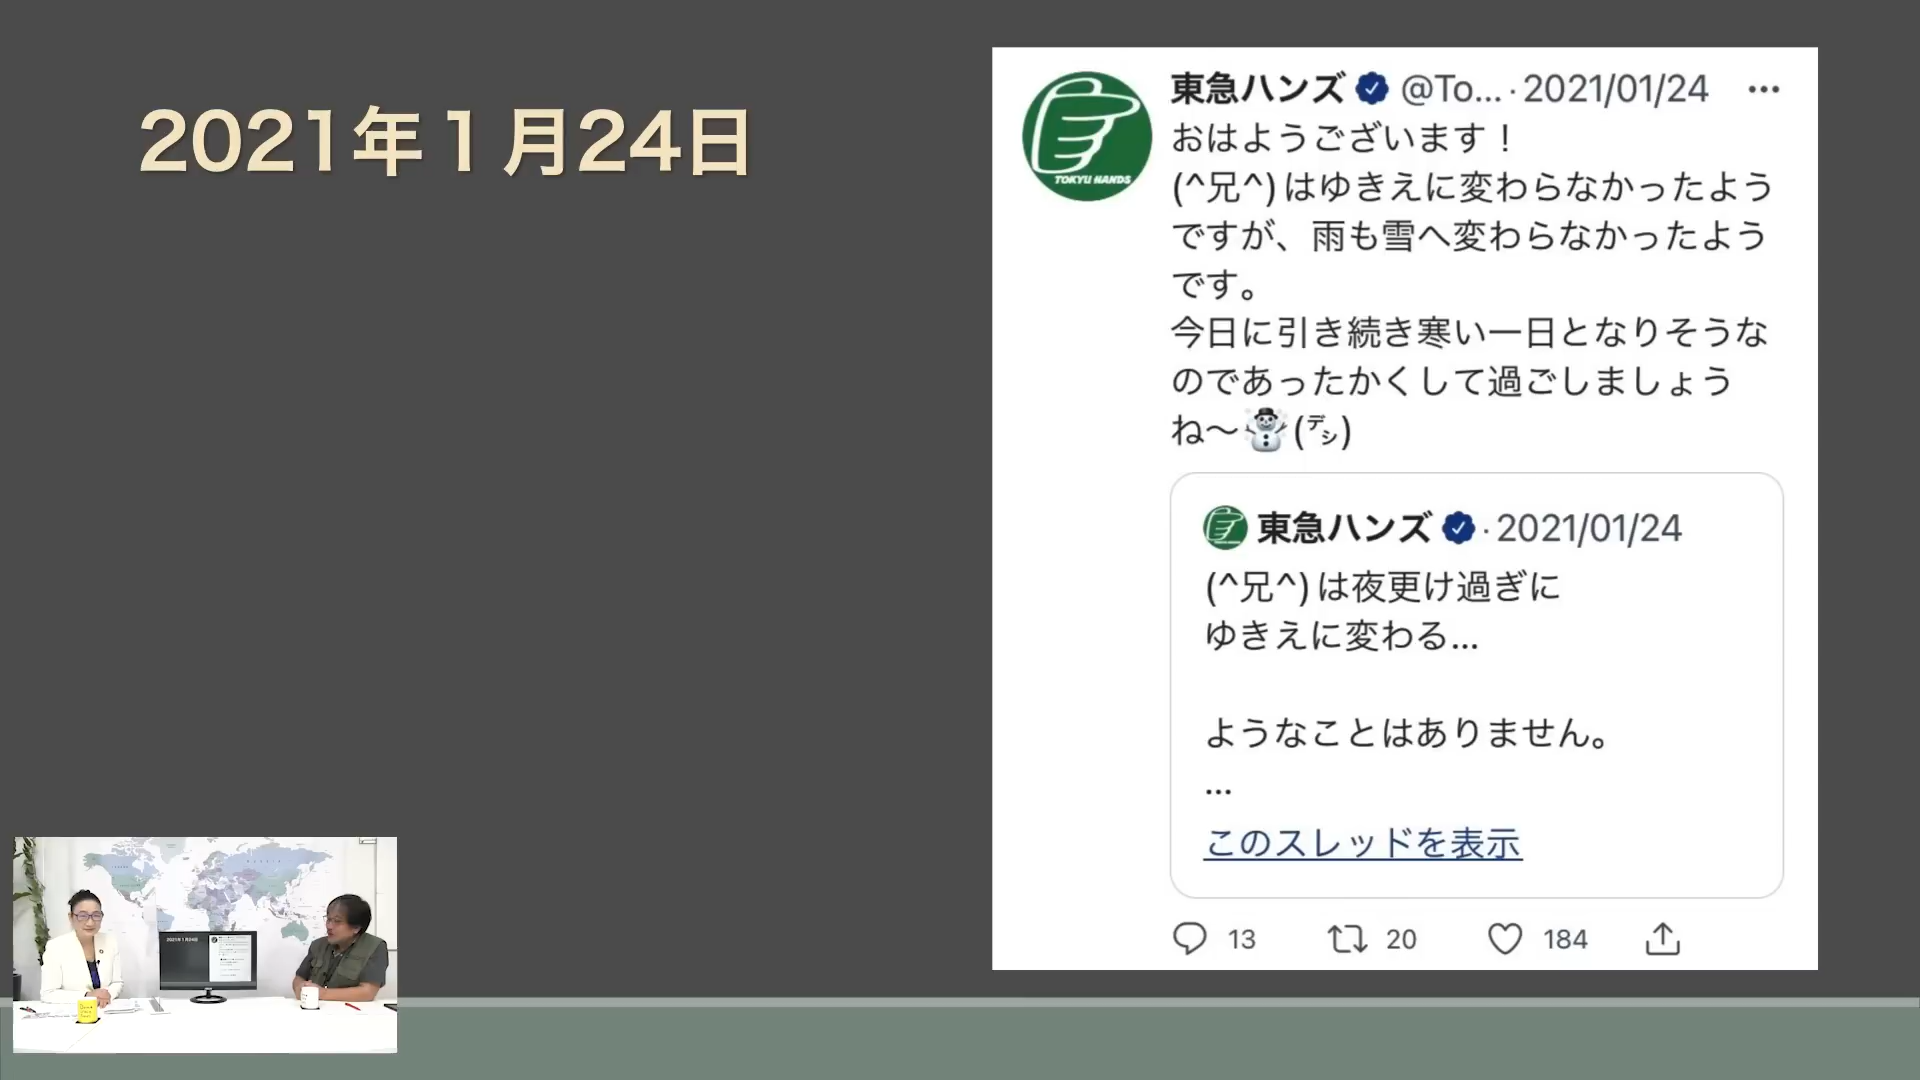 2021年1月24日
東急ハンズ @To... · 2021/01/24
おはようございます！
(^兄^)はゆきえに変わらなかったよう
ですが、雨も雪へ変わらなかったよう
です。
今日に引き続き寒い一日となりそうな
のであったかくして過ごしましょう
ね〜☃️(デシ)
TOKYU HANDS
東急ハンズ · 2021/01/24
(^兄^)は夜更け過ぎに
ゆきえに変わる...
ようなことはありません。
...
このスレッドを表示
13 20 184